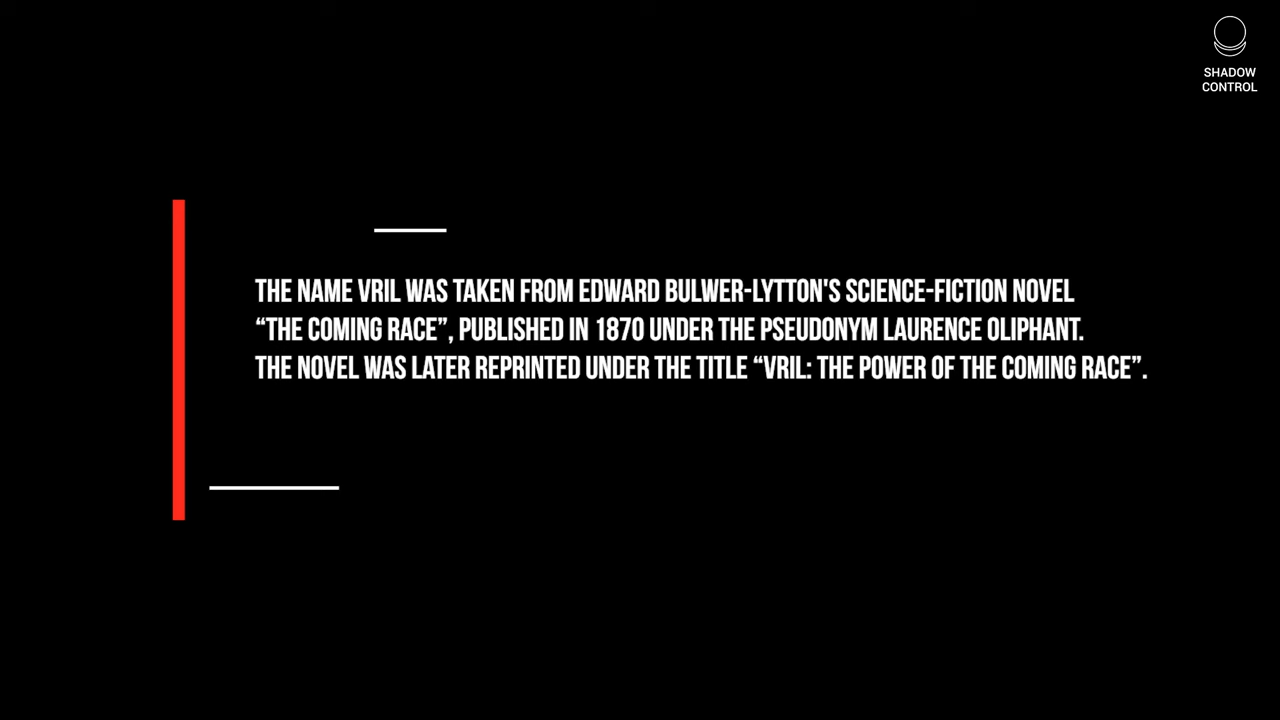 SHADOW
CONTROL
THE NAME VRIL WAS TAKEN FROM EDWARD BULWER-LYTTON'S SCIENCE-FICTION NOVEL
“THE COMING RACE”, PUBLISHED IN 1870 UNDER THE PSEUDONYM LAURENCE OLIPHANT.
THE NOVEL WAS LATER REPRINTED UNDER THE TITLE “VRIL: THE POWER OF THE COMING RACE”.